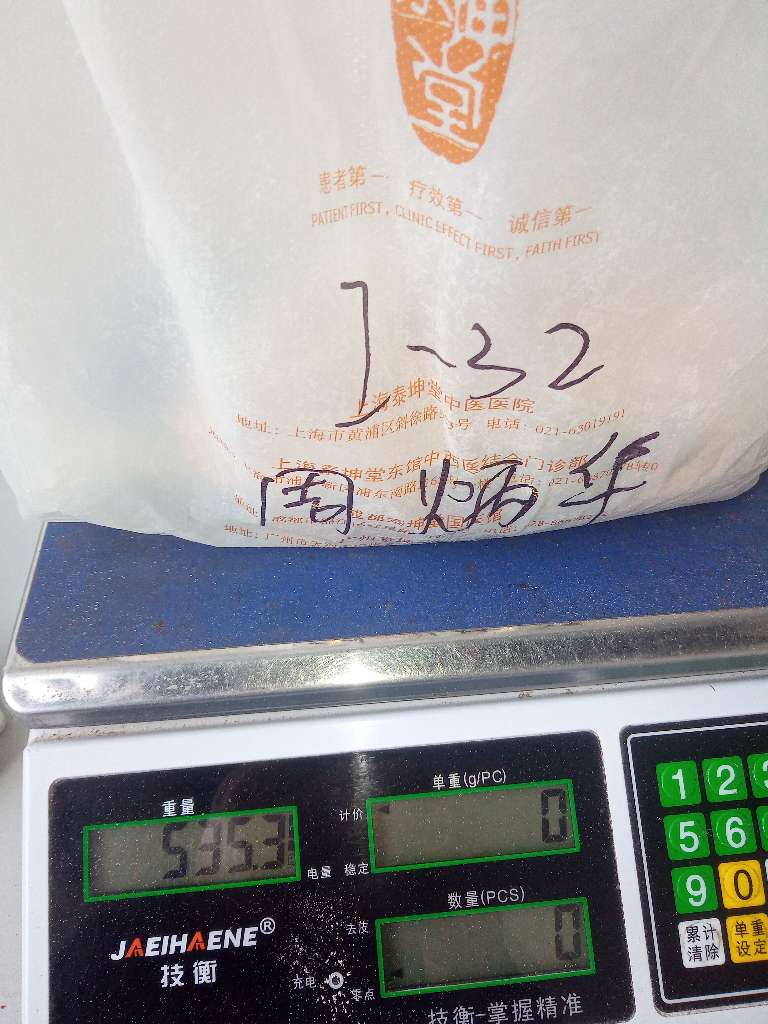 坤
堂
患者第一 疗效第一 诚信第一
PATIENT FIRST, CLINIC EFFECT FIRST, FAITH FIRST
J-32
上海泰坤堂中医医院
地址: 上海市黄浦区斜徐路 号 电话: 021-63019191
上海泰坤堂东馆中西医结合门诊部
周炳华
重量
535.3
计价
单重(g/PC)
0
电量 稳定
数量(PCS)
0
去皮
JAEIHAENE®
技衡
充电
零点
技衡-掌握精准
1 2 3
5 6
9 0
累计清除
单重设定